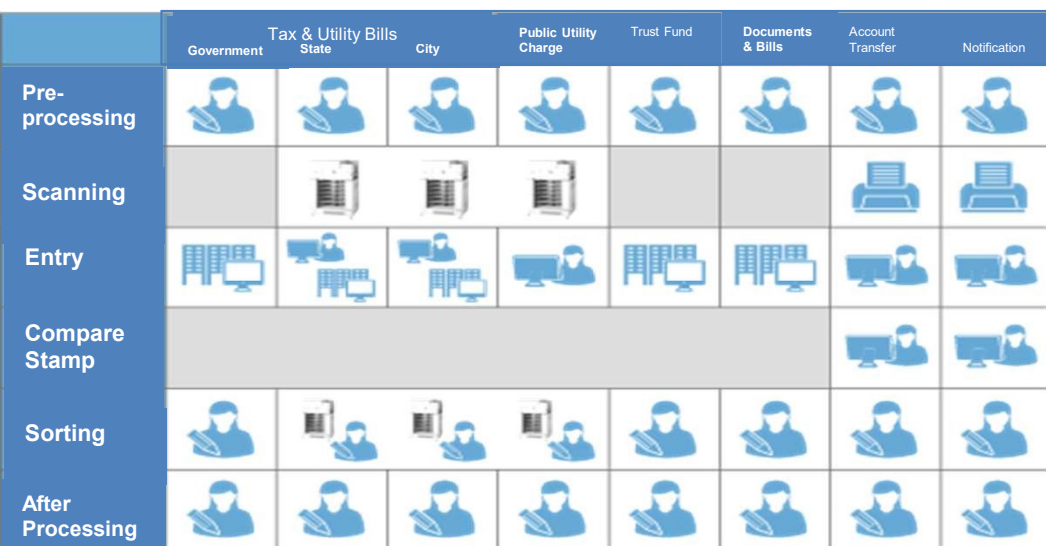 Tax & Utility Bills
Government
State
City
Public Utility
Charge
Trust Fund
Documents
& Bills
Account
Transfer
Notification
Pre-
processing
Scanning
Entry
Compare
Stamp
Sorting
After
Processing